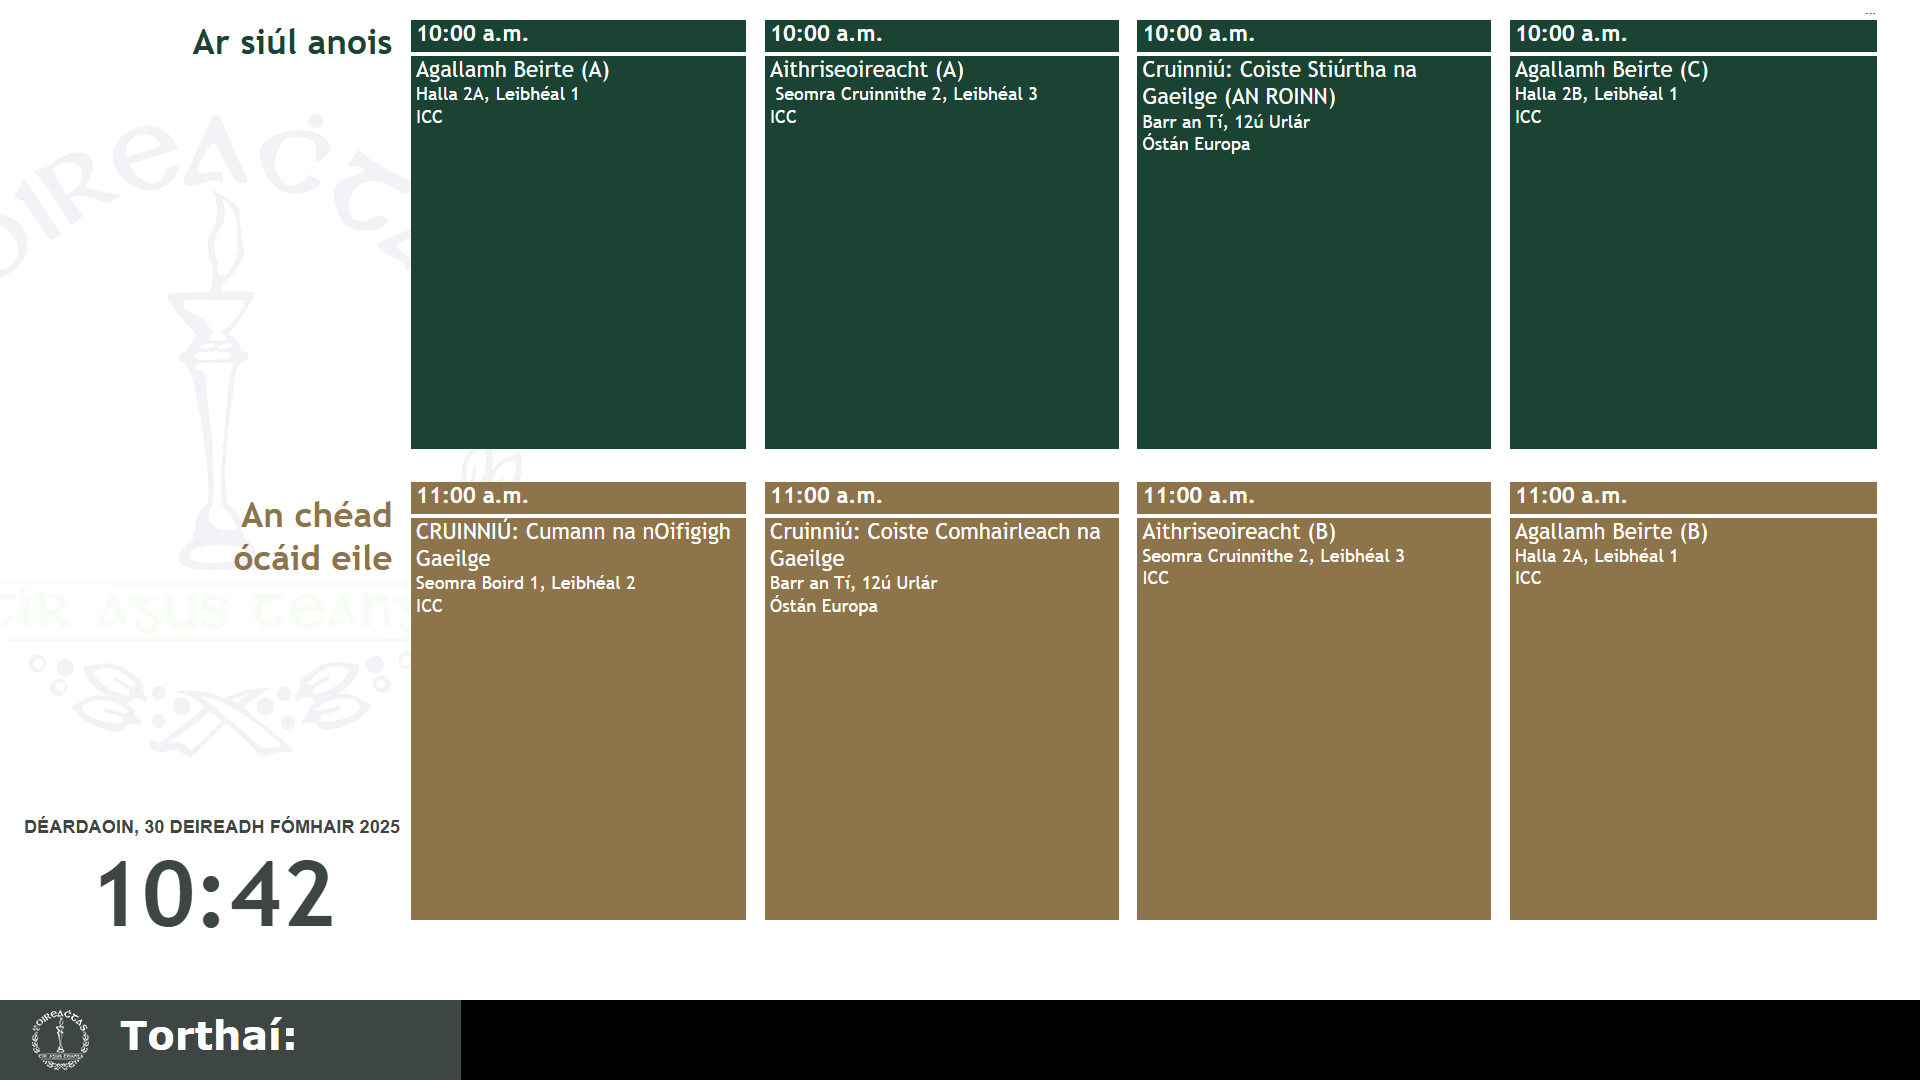 Ar siúl anois
10:00 a.m.
Agallamh Beirte (A)
Halla 2A, Leibhéal 1
ICC
10:00 a.m.
Aithriseoireacht (A)
Seomra Cruinnithe 2, Leibhéal 3
ICC
10:00 a.m.
Cruinniú: Coiste Stiúrtha na
Gaeilge (AN ROINN)
Barr an Tí, 12ú Urlár
Óstán Europa
...
10:00 a.m.
Agallamh Beirte (C)
Halla 2B, Leibhéal 1
ICC
An chéad
ócáid eile
11:00 a.m.
CRUINNIÚ: Cumann na nOifigigh
Gaeilge
Seomra Boird 1, Leibhéal 2
ICC
11:00 a.m.
Cruinniú: Coiste Comhairleach na
Gaeilge
Barr an Tí, 12ú Urlár
Óstán Europa
11:00 a.m.
Aithriseoireacht (B)
Seomra Cruinnithe 2, Leibhéal 3
ICC
11:00 a.m.
Agallamh Beirte (B)
Halla 2A, Leibhéal 1
ICC
DÉARDAOIN, 30 DEIREADH FÓMHAIR 2025
10:42
Torthaí: